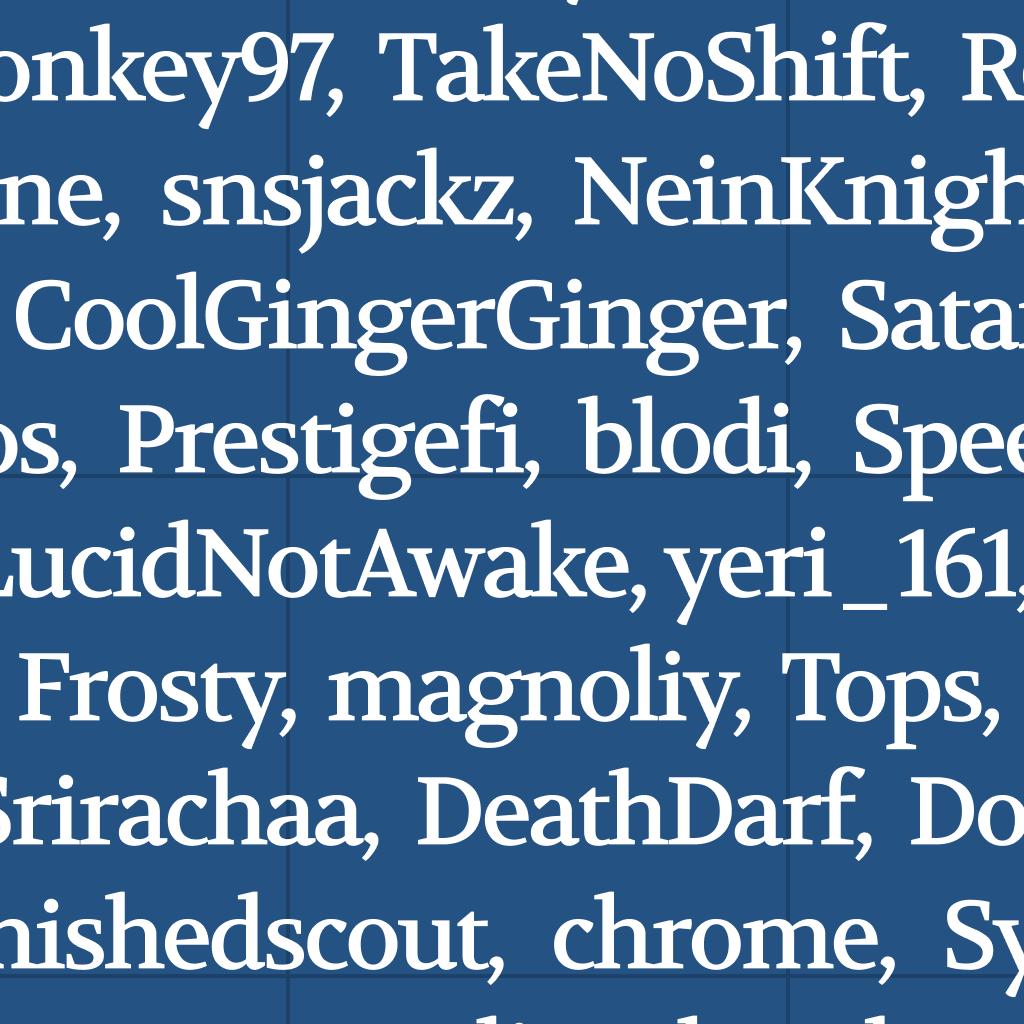 onkey97, TakeNoShift, R
ne, snsjackz, NeinKnigh
CoolGingerGinger, Sata
os, Prestigefi, blodi, Spee
LucidNotAwake, yeri_161,
Frosty, magnoliy, Tops,
Srirachaa, DeathDarf, Do
nishedscout, chrome, Sy